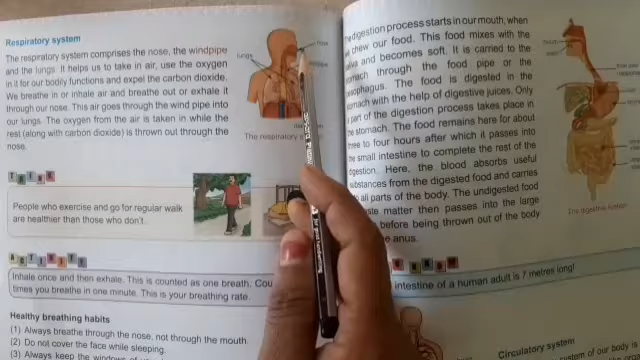 Respiratory system
The respiratory system comprises the nose, the windpipe
and the lungs. It helps us to take in air, use the oxygen
in it for our bodily functions and expel the carbon dioxide.
We breathe in or inhale air and breathe out or exhale it
through our nose. This air goes through the wind pipe into
our lungs. The oxygen from the air is taken in while the
rest (along with carbon dioxide) is thrown out through the
nose.
lungs
nose
The respiratory
THINK
People who exercise and go for regular walk
are healthier than those who don't.
ACTIVITY
Inhale once and then exhale. This is counted as one breath.
times you breathe in one minute. This is your breathing rate.
Healthy breathing habits
(1) Always breathe through the nose, not through the mouth.
(2) Do not cover the face while sleeping.
(3) Always keep the windows of
The digestion process starts in our mouth, when
we chew our food. This food mixes with the
and becomes soft. It is carried to the
stomach through the food pipe or the
oesophagus. The food is digested in the
stomach with the help of digestive juices. Only
a part of the digestion process takes place in
the stomach. The food remains here for about
three to four hours after which it passes into
the small intestine to complete the rest of the
digestion. Here, the blood absorbs useful
substances from the digested food and carries
all parts of the body. The undigested food
matter then passes into the large
before being thrown out of the body
anus.
mouth
The digestive system
intestine of a human adult is 7 metres long!
Circulatory system
system of our body is